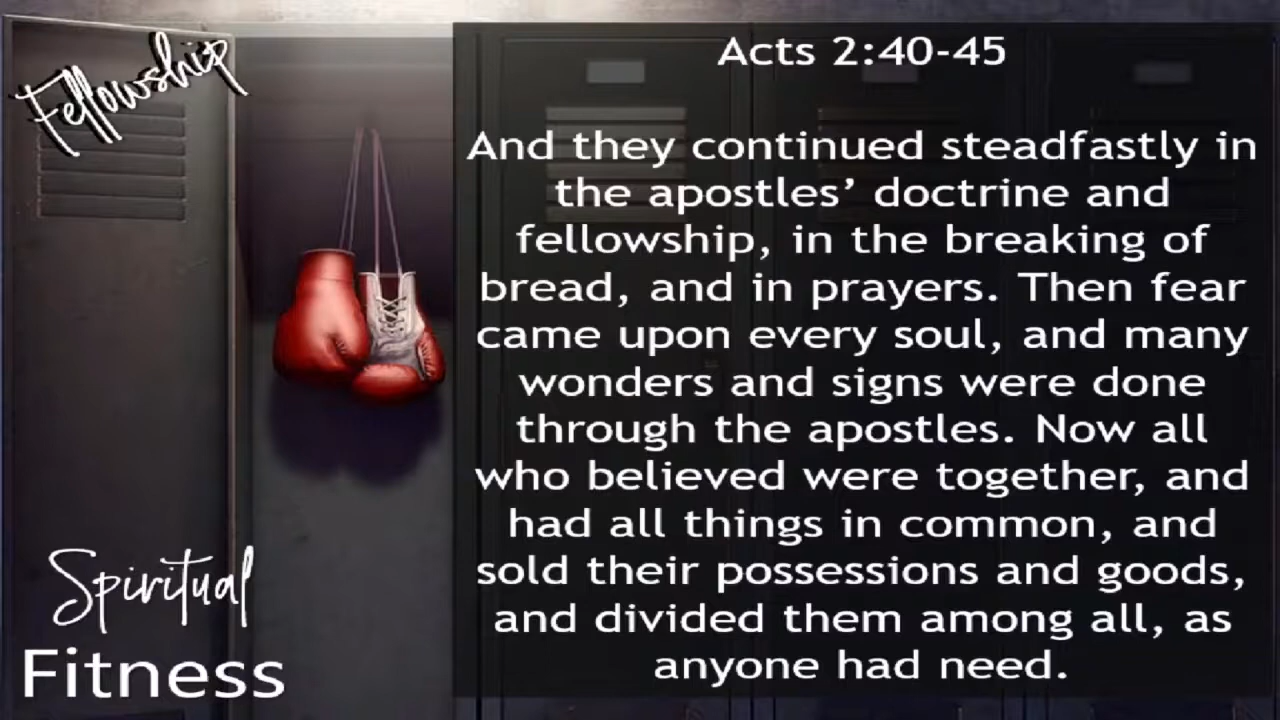 Fellowship
Acts 2:40-45
And they continued steadfastly in
the apostles’ doctrine and
fellowship, in the breaking of
bread, and in prayers. Then fear
came upon every soul, and many
wonders and signs were done
through the apostles. Now all
who believed were together, and
had all things in common, and
sold their possessions and goods,
and divided them among all, as
anyone had need.
Spiritual
Fitness